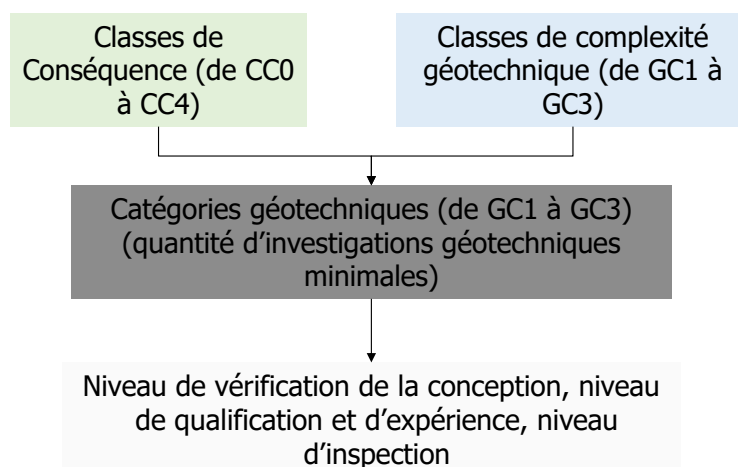 Classes de
Conséquence (de CC0
à CC4)
Classes de complexité
géotechnique (de GC1 à
GC3)
Catégories géotechniques (de GC1 à GC3)
(quantité d'investigations géotechniques
minimales)
Niveau de vérification de la conception, niveau
de qualification et d'expérience, niveau
d'inspection